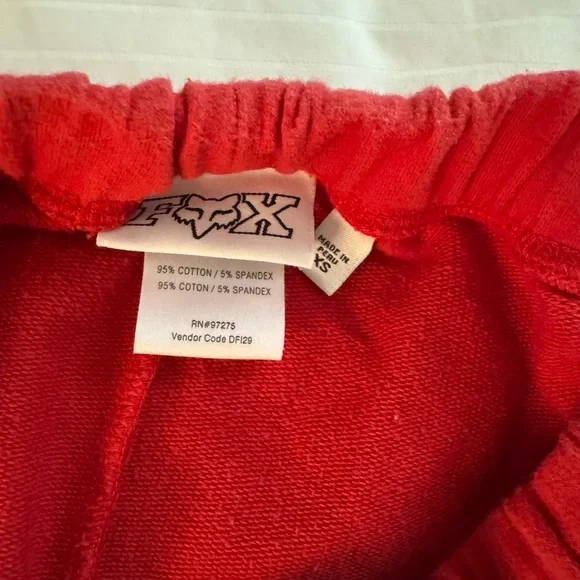 FOX
MADE IN
PERU
XS
95% COTTON / 5% SPANDEX
95% COTON / 5% SPANDEX
RN#97275
Vendor Code DFI29